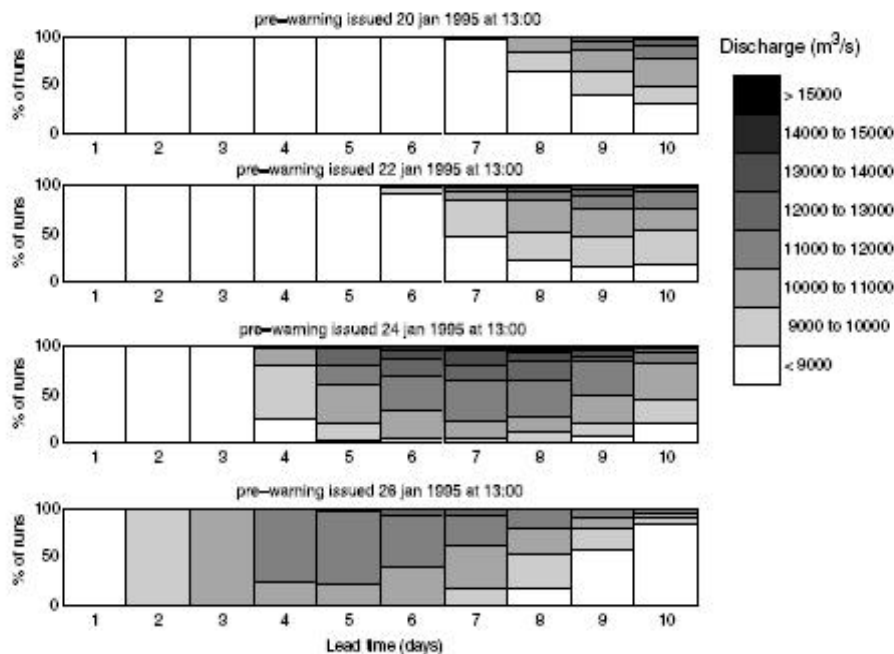 pre-warning issued 20 jan 1995 at 13:00
% of runs
100
50
0
1 2 3 4 5 6 7 8 9 10
pre-warning issued 22 jan 1995 at 13:00
% of runs
100
50
0
1 2 3 4 5 6 7 8 9 10
pre-warning issued 24 jan 1995 at 13:00
% of runs
100
50
0
1 2 3 4 5 6 7 8 9 10
pre-warning issued 26 jan 1995 at 13:00
% of runs
100
50
0
1 2 3 4 5 6 7 8 9 10
Lead time (days)
Discharge (m³/s)
> 15000
14000 to 15000
13000 to 14000
12000 to 13000
11000 to 12000
10000 to 11000
9000 to 10000
< 9000